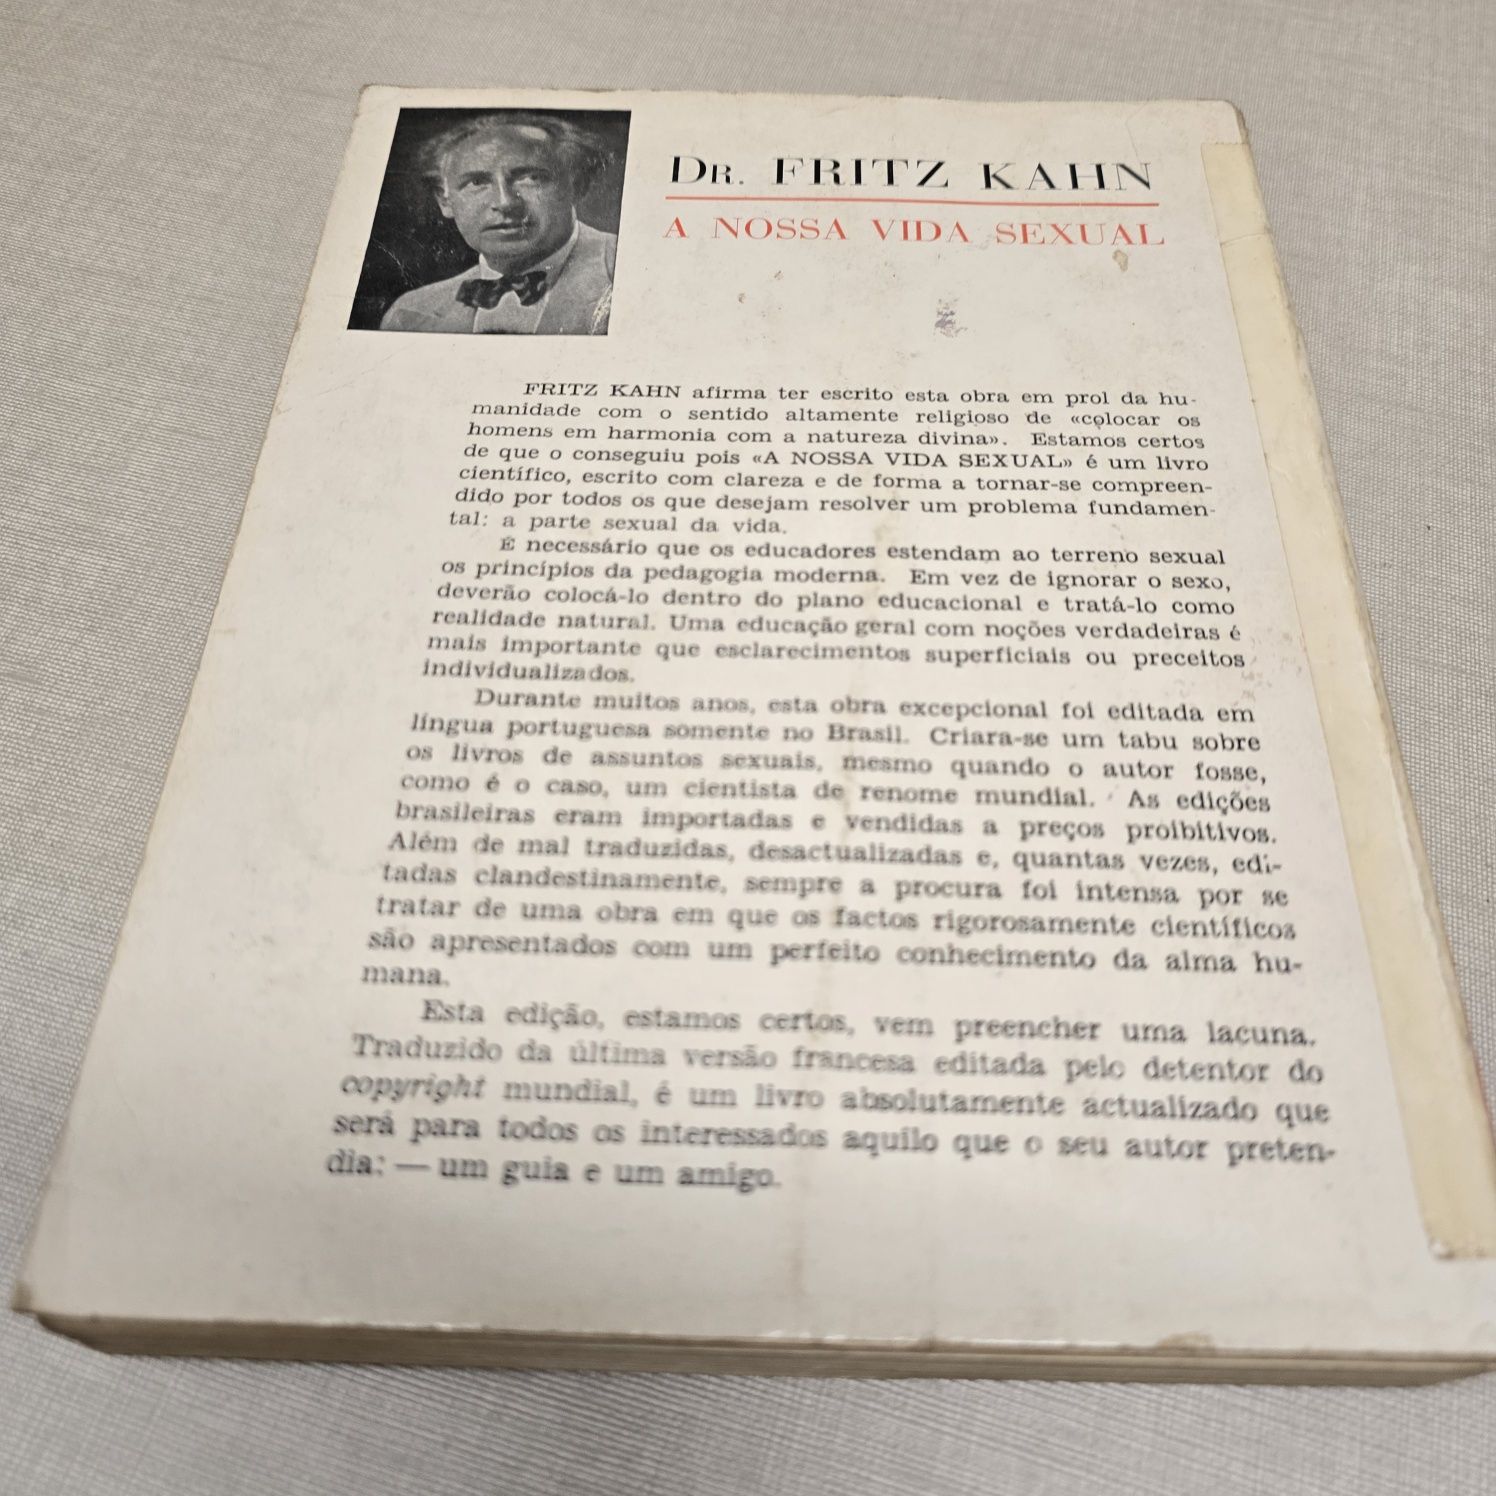 DR. FRITZ KAHN
A NOSSA VIDA SEXUAL
FRITZ KAHN afirma ter escrito esta obra em prol da hu-
manidade com o sentido altamente religioso de «colocar os
homens em harmonia com a natureza divina». Estamos certos
de que o conseguiu pois «A NOSSA VIDA SEXUAL» é um livro
científico, escrito com clareza e de forma a tornar-se compreen-
dido por todos os que desejam resolver um problema fundamen-
tal: a parte sexual da vida.
É necessário que os educadores estendam ao terreno sexual
os princípios da pedagogia moderna. Em vez de ignorar o sexo,
deverão colocá-lo dentro do plano educacional e tratá-lo como
realidade natural. Uma educação geral com noções verdadeiras é
mais importante que esclarecimentos superficiais ou preceitos
individualizados.
Durante muitos anos, esta obra excepcional foi editada em
língua portuguesa somente no Brasil. Criara-se um tabu sobre
os livros de assuntos sexuais, mesmo quando o autor fosse,
como é o caso, um cientista de renome mundial. As edições
brasileiras eram importadas e vendidas a preços proibitivos.
Além de mal traduzidas, desactualizadas e, quantas vezes, edi-
tadas clandestinamente, sempre a procura foi intensa por se
tratar de uma obra em que os factos rigorosamente científicos
são apresentados com um perfeito conhecimento da alma hu-
mana.
Esta edição, estamos certos, vem preencher uma lacuna.
Traduzido da última versão francesa editada pelo detentor do
copyright mundial, é um livro absolutamente actualizado que
será para todos os interessados aquilo que o seu autor preten-
dia: — um guia e um amigo.